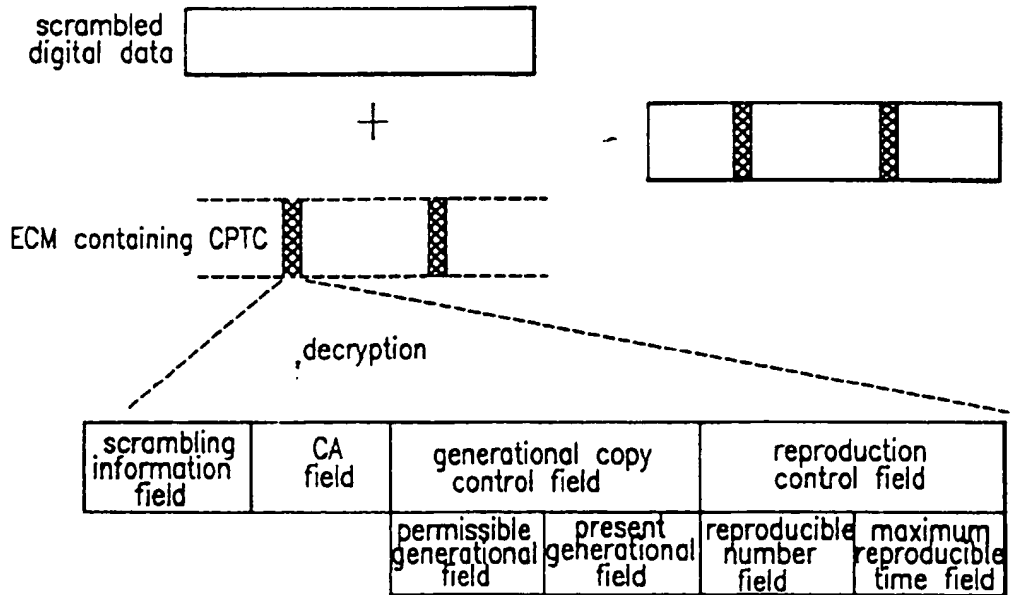 scrambled
digital data
+
ECM containing CPTC
decryption
scrambling
information
field
CA
field
generational copy
control field
reproduction
control field
permissible
generational
field
present
generational
field
reproducible
number
field
maximum
reproducible
time field